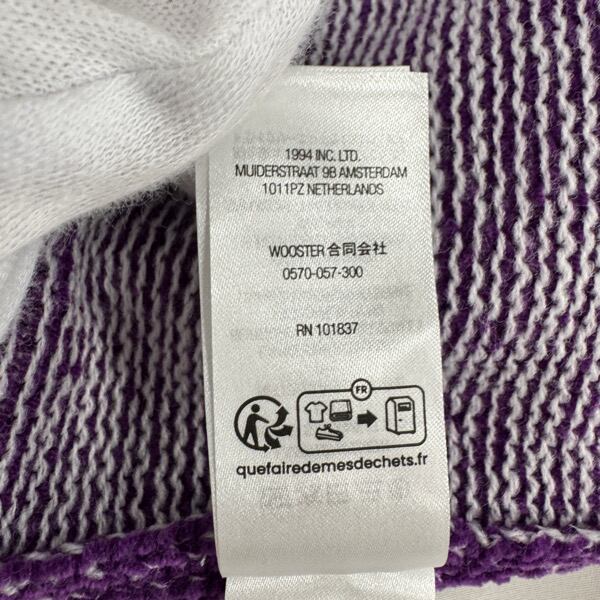 1994 INC. LTD.
MUIDERSTRAAT 9B AMSTERDAM
1011PZ NETHERLANDS
WOOSTER 合同会社
0570-057-300
RN 101837
FR
quefairedemesdechets.fr